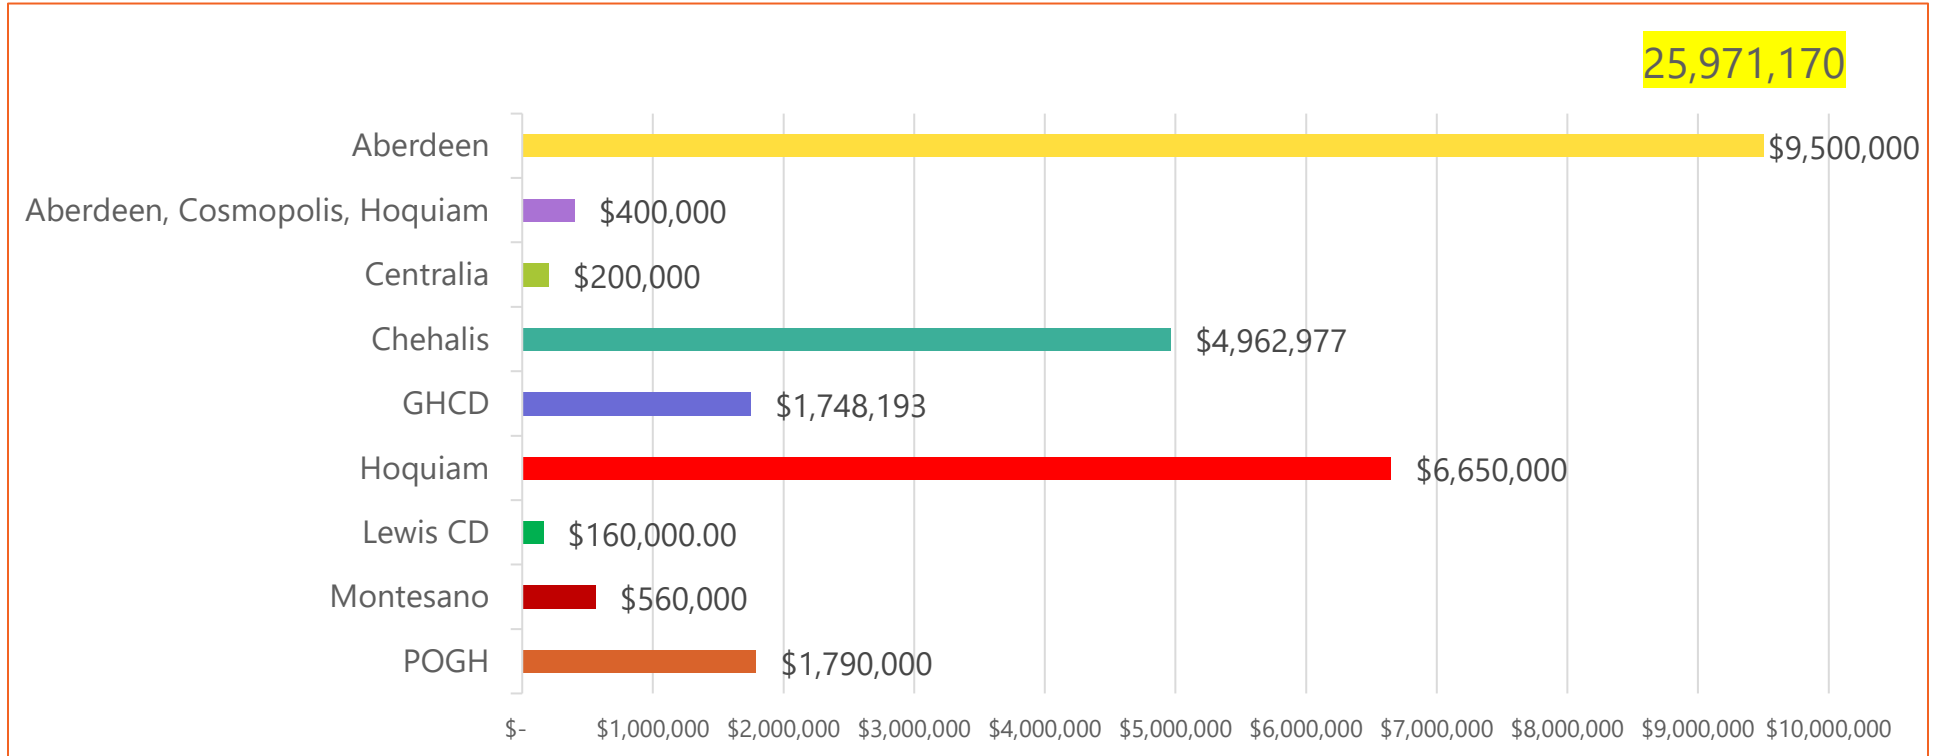 25,971,170
Aberdeen $9,500,000
Aberdeen, Cosmopolis, Hoquiam $400,000
Centralia $200,000
Chehalis $4,962,977
GHCD $1,748,193
Hoquiam $6,650,000
Lewis CD $160,000.00
Montesano $560,000
POGH $1,790,000
$- $1,000,000 $2,000,000 $3,000,000 $4,000,000 $5,000,000 $6,000,000 $7,000,000 $8,000,000 $9,000,000 $10,000,000